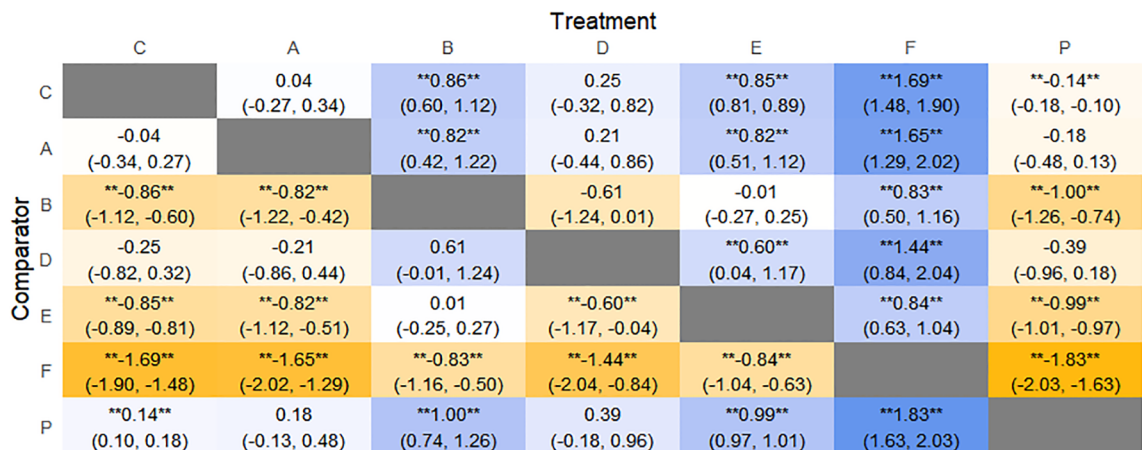 Treatment
C A B D E F P
C 0.04 **0.86** 0.25 **0.85** **1.69** **-0.14**
(-0.27, 0.34) (0.60, 1.12) (-0.32, 0.82) (0.81, 0.89) (1.48, 1.90) (-0.18, -0.10)
A -0.04 **0.82** 0.21 **0.82** **1.65** -0.18
(-0.34, 0.27) (0.42, 1.22) (-0.44, 0.86) (0.51, 1.12) (1.29, 2.02) (-0.48, 0.13)
B **-0.86** **-0.82** -0.61 -0.01 **0.83** **-1.00**
(-1.12, -0.60) (-1.22, -0.42) (-1.24, 0.01) (-0.27, 0.25) (0.50, 1.16) (-1.26, -0.74)
D -0.25 -0.21 0.61 **0.60** **1.44** -0.39
(-0.82, 0.32) (-0.86, 0.44) (-0.01, 1.24) (0.04, 1.17) (0.84, 2.04) (-0.96, 0.18)
E **-0.85** **-0.82** 0.01 **-0.60** **0.84** **-0.99**
(-0.89, -0.81) (-1.12, -0.51) (-0.25, 0.27) (-1.17, -0.04) (0.63, 1.04) (-1.01, -0.97)
F **-1.69** **-1.65** **-0.83** **-1.44** **-0.84** **-1.83**
(-1.90, -1.48) (-2.02, -1.29) (-1.16, -0.50) (-2.04, -0.84) (-1.04, -0.63) (-2.03, -1.63)
P **0.14** 0.18 **1.00** 0.39 **0.99** **1.83**
(0.10, 0.18) (-0.13, 0.48) (0.74, 1.26) (-0.18, 0.96) (0.97, 1.01) (1.63, 2.03)
Comparator